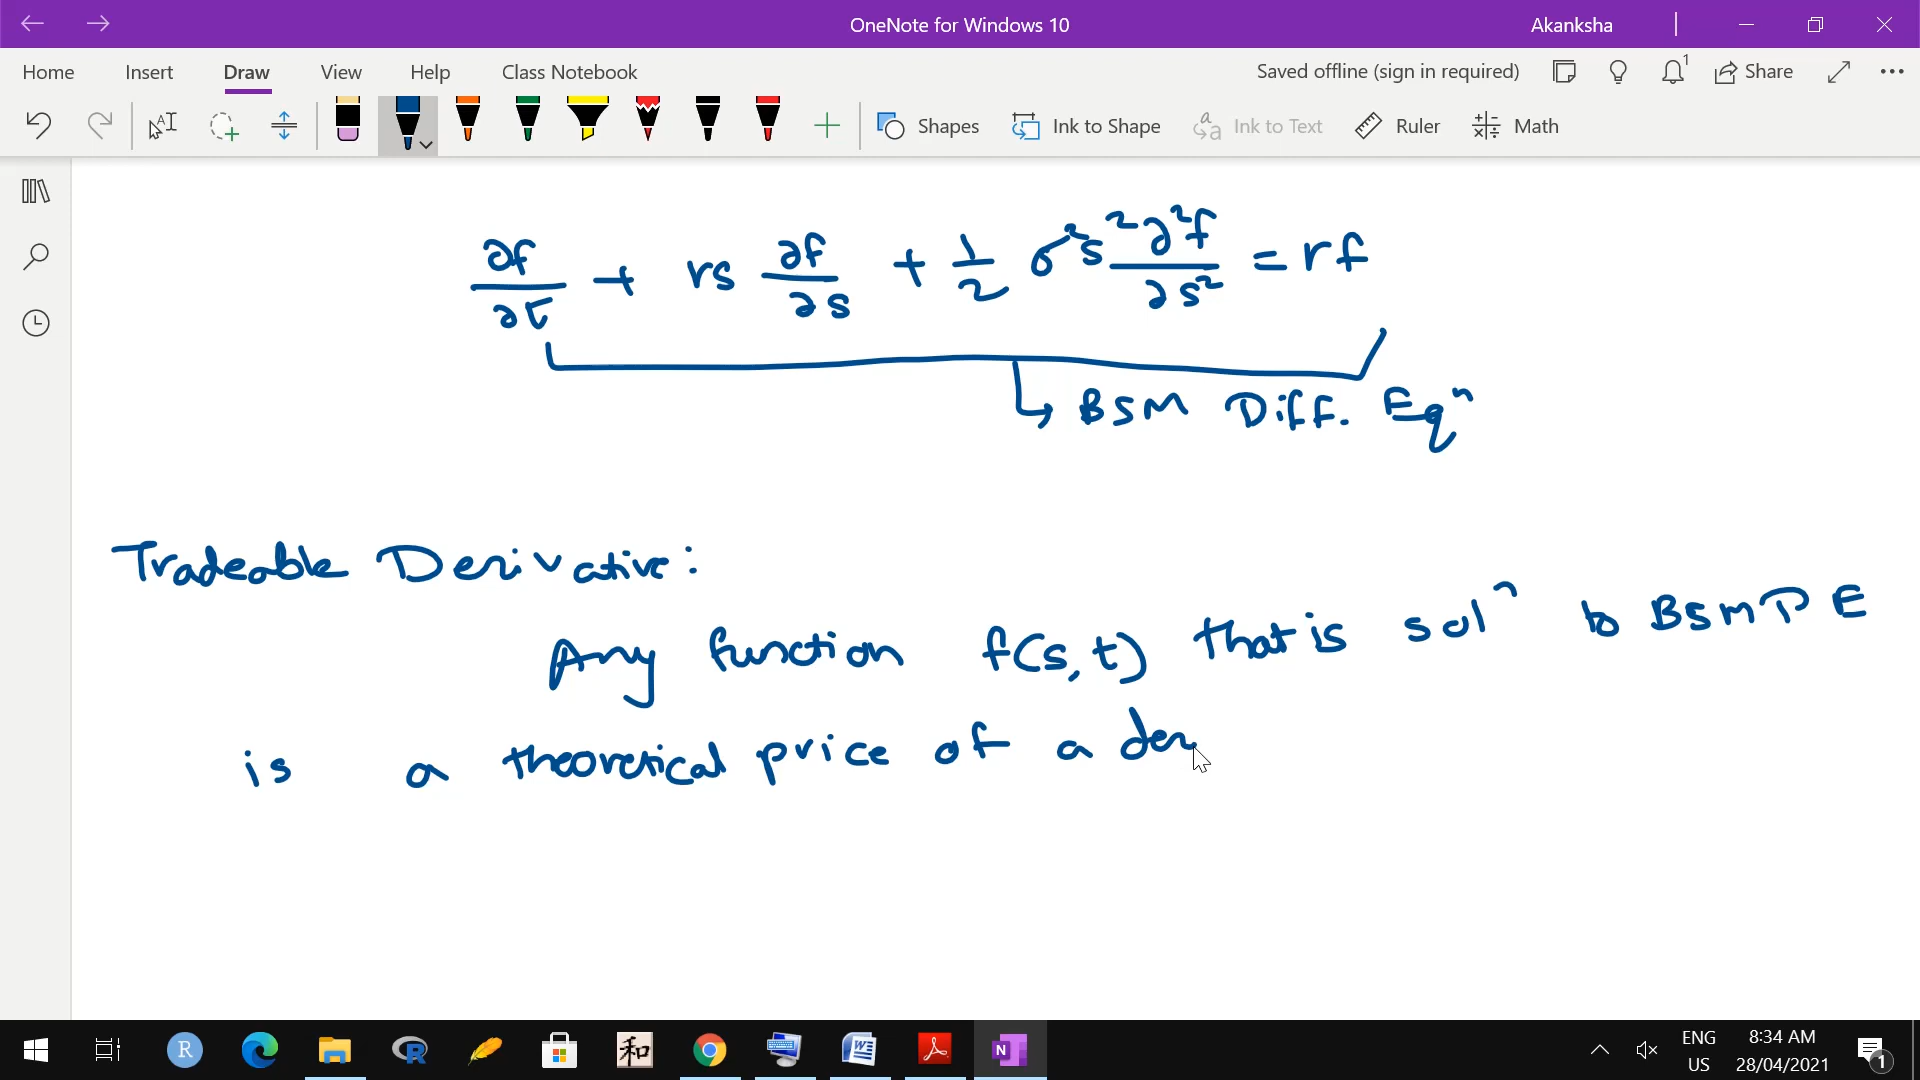 OneNote for Windows 10
Akanksha
Home Insert Draw View Help Class Notebook
Saved offline (sign in required) 1 Share
Shapes Ink to Shape Ink to Text Ruler Math
∂f/∂t + rs ∂f/∂s + 1/2 σ²s² ∂²f/∂s² = rf
↳ BSM Diff. Eqⁿ
Tradeable Derivative:
Any function f(s,t) that is solⁿ to BSMPDE
is a theoretical price of a der
ENG 8:34 AM
US 28/04/2021 1